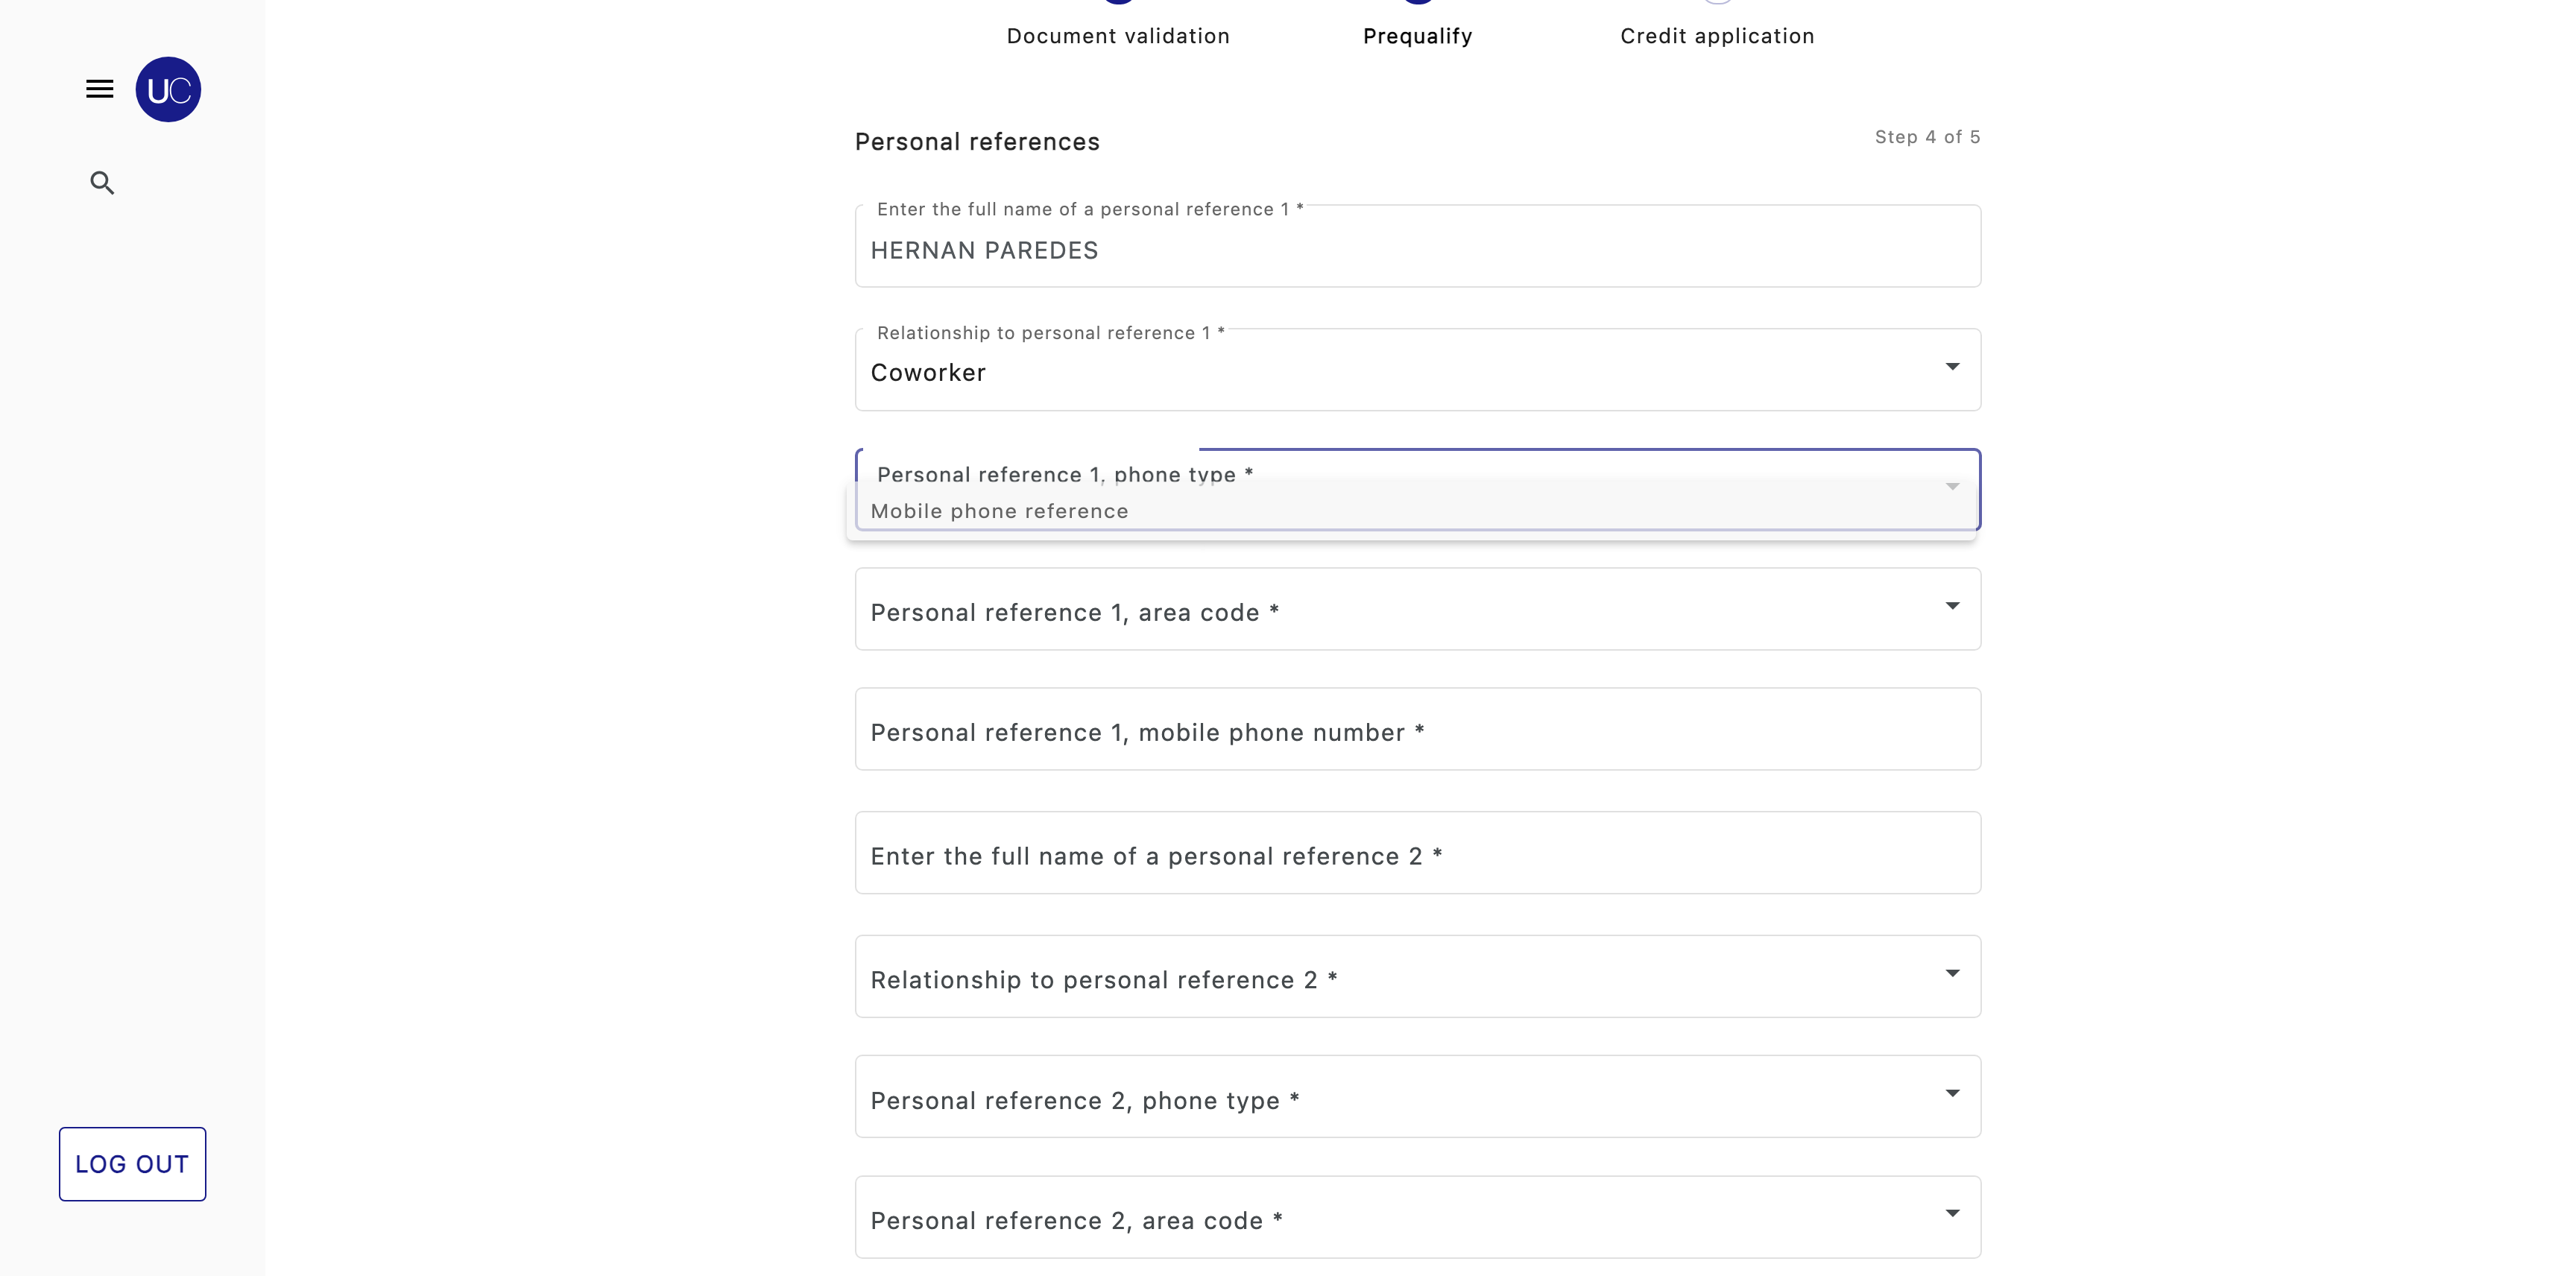 Document validation
Prequalify
Credit application
UC
Personal references
Step 4 of 5
Enter the full name of a personal reference 1 *
HERNAN PAREDES
Relationship to personal reference 1 *
Coworker
Personal reference 1, phone type *
Mobile phone reference
Personal reference 1, area code *
Personal reference 1, mobile phone number *
Enter the full name of a personal reference 2 *
Relationship to personal reference 2 *
Personal reference 2, phone type *
Personal reference 2, area code *
LOG OUT